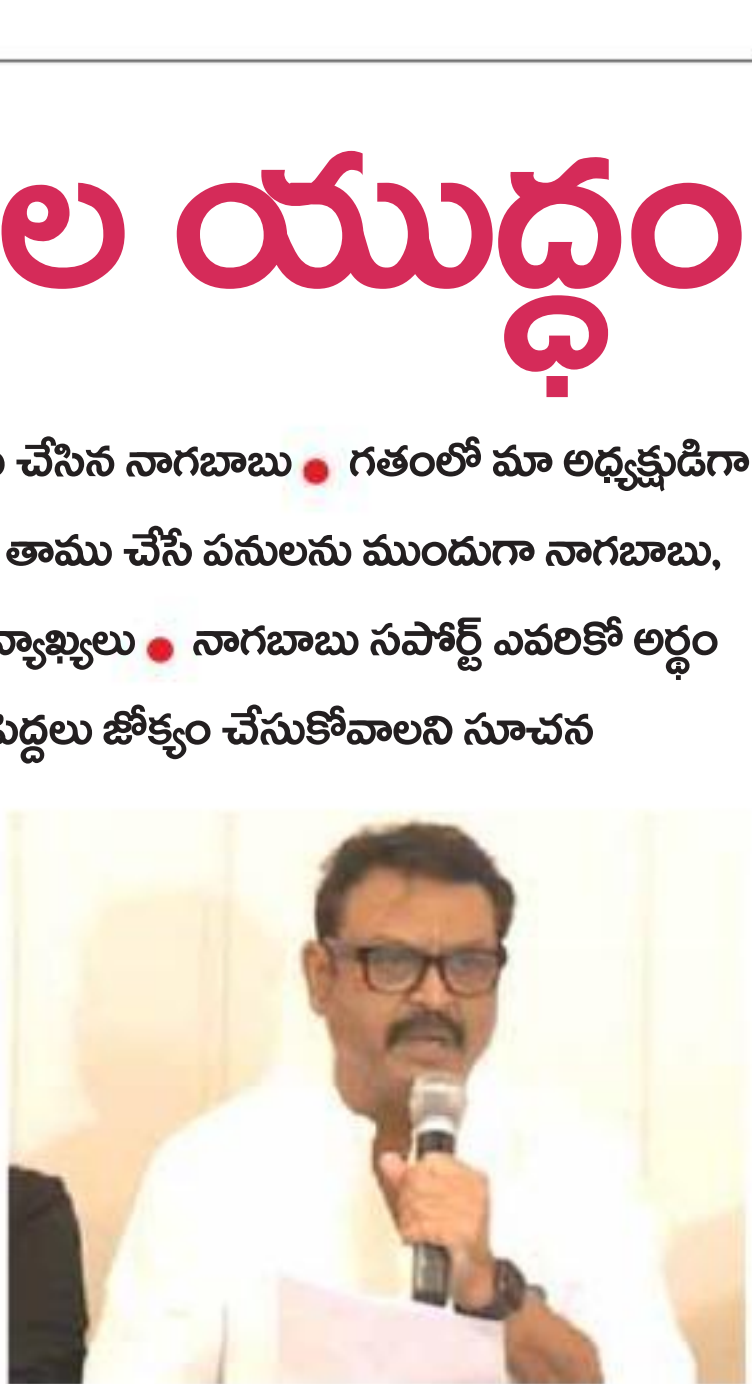 ల యుద్ధం
చేసిన నాగబాబు ● గతంలో మా అధ్యక్షుడిగా
తాము చేసే పనులను ముందుగా నాగబాబు,
వ్యాఖ్యలు ● నాగబాబు సపోర్ట్ ఎవరికో అర్థం
పెద్దలు జోక్యం చేసుకోవాలని సూచన